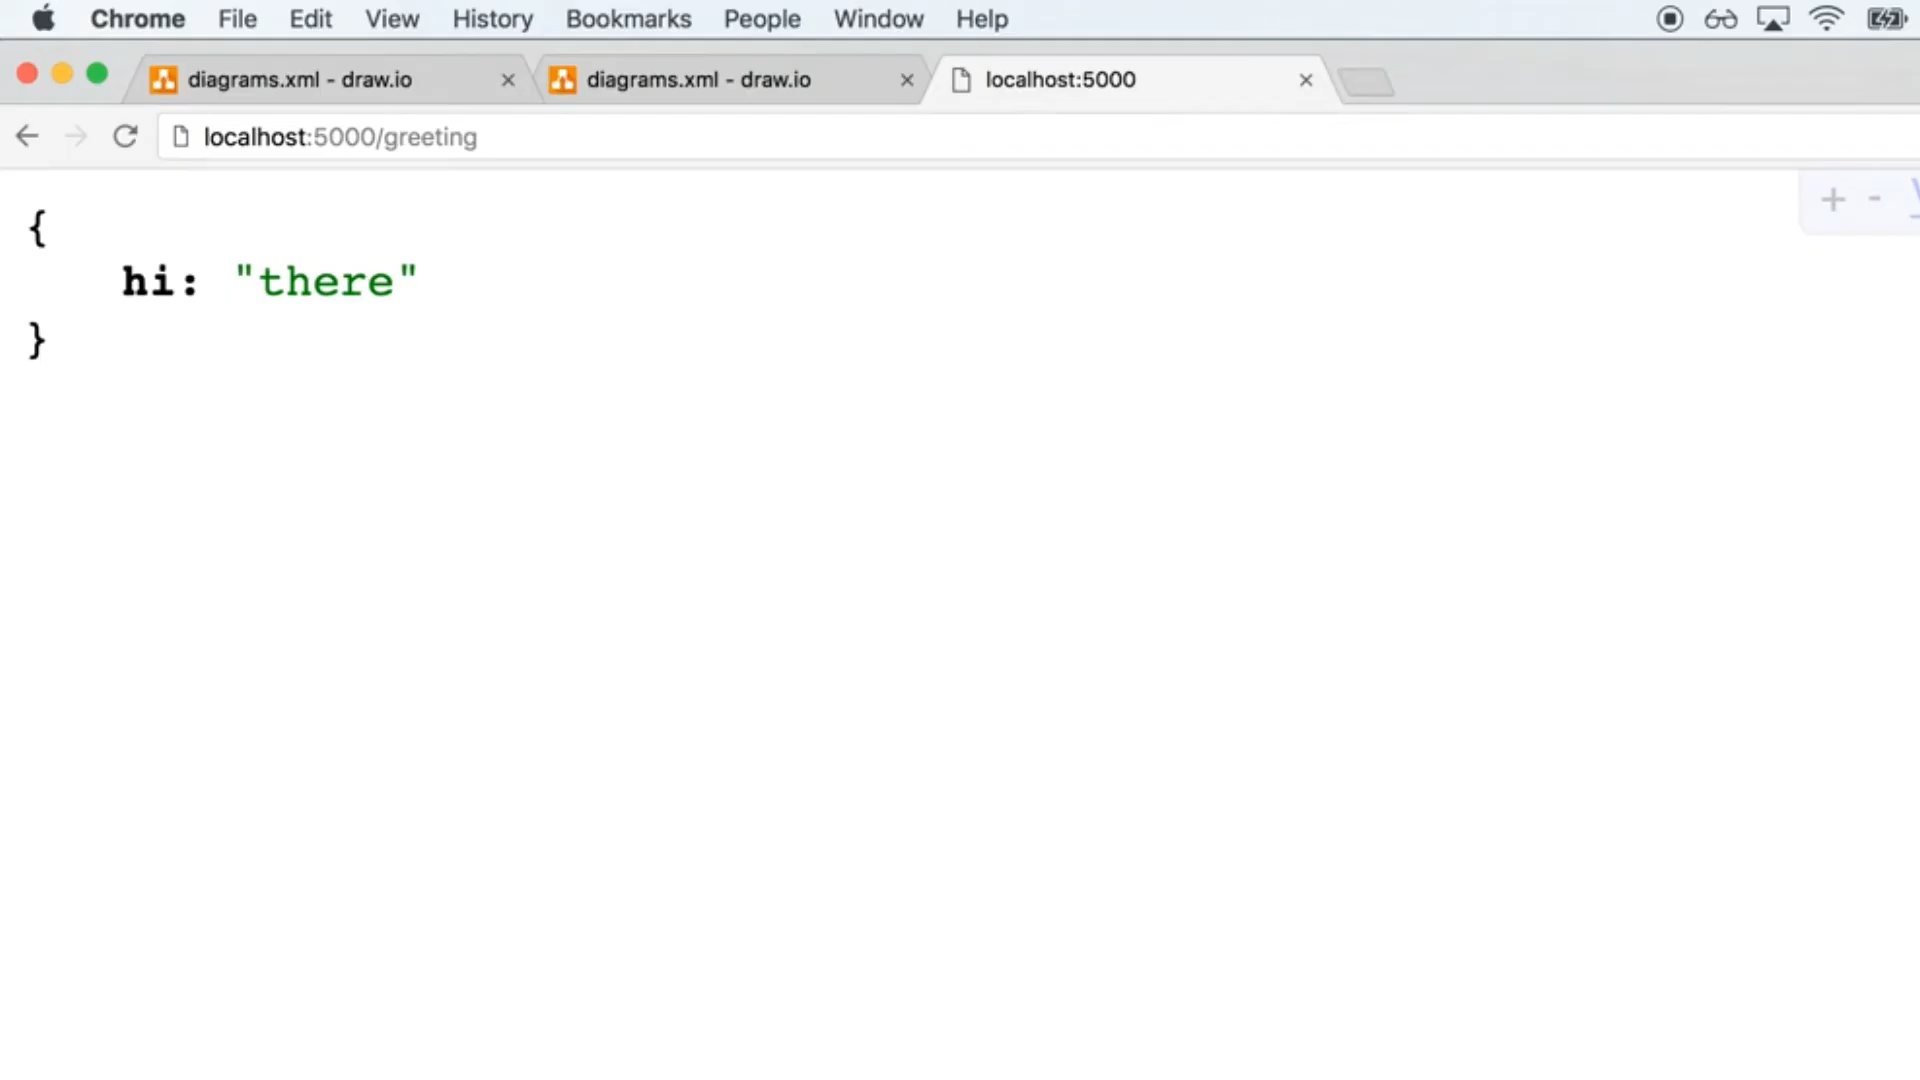 Chrome File Edit View History Bookmarks People Window Help
diagrams.xml - draw.io diagrams.xml - draw.io localhost:5000
localhost:5000/greeting
+ -
{
hi: "there"
}